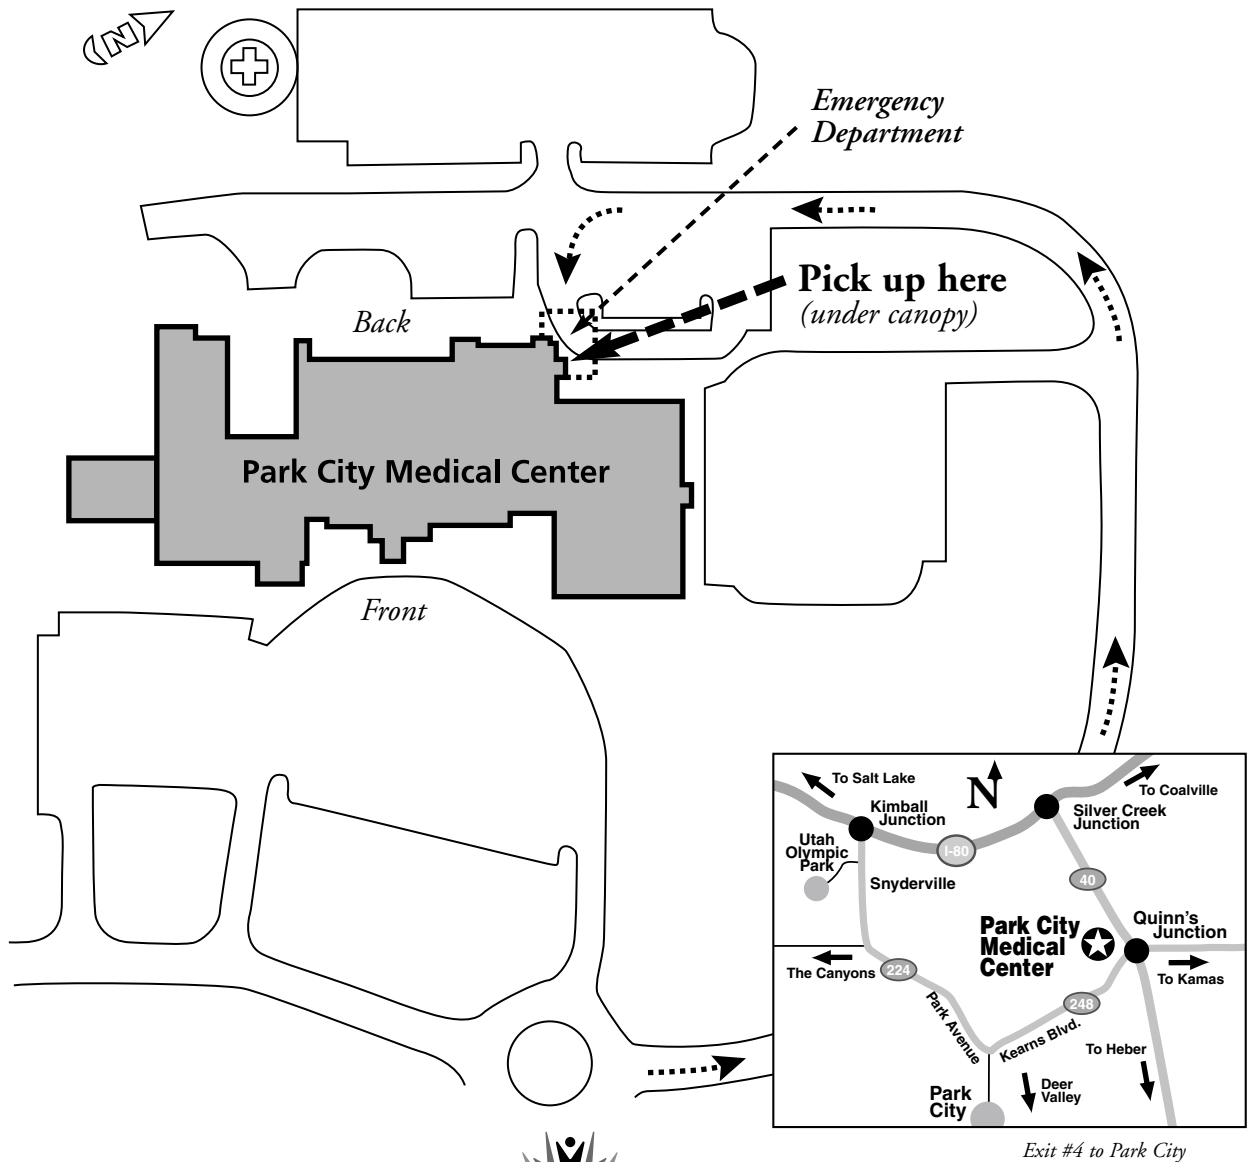 N
Emergency
Department
Pick up here
(under canopy)
Back
Park City Medical Center
Front
To Salt Lake
N
To Coalville
Kimball
Junction
Silver Creek
Junction
Utah
Olympic
Park
I-80
Snyderville
40
Quinn's
Junction
Park City
Medical
Center
The Canyons
224
To Kamas
248
Park Avenue
Kearns Blvd.
To Heber
Deer
Valley
Park
City
Exit #4 to Park City